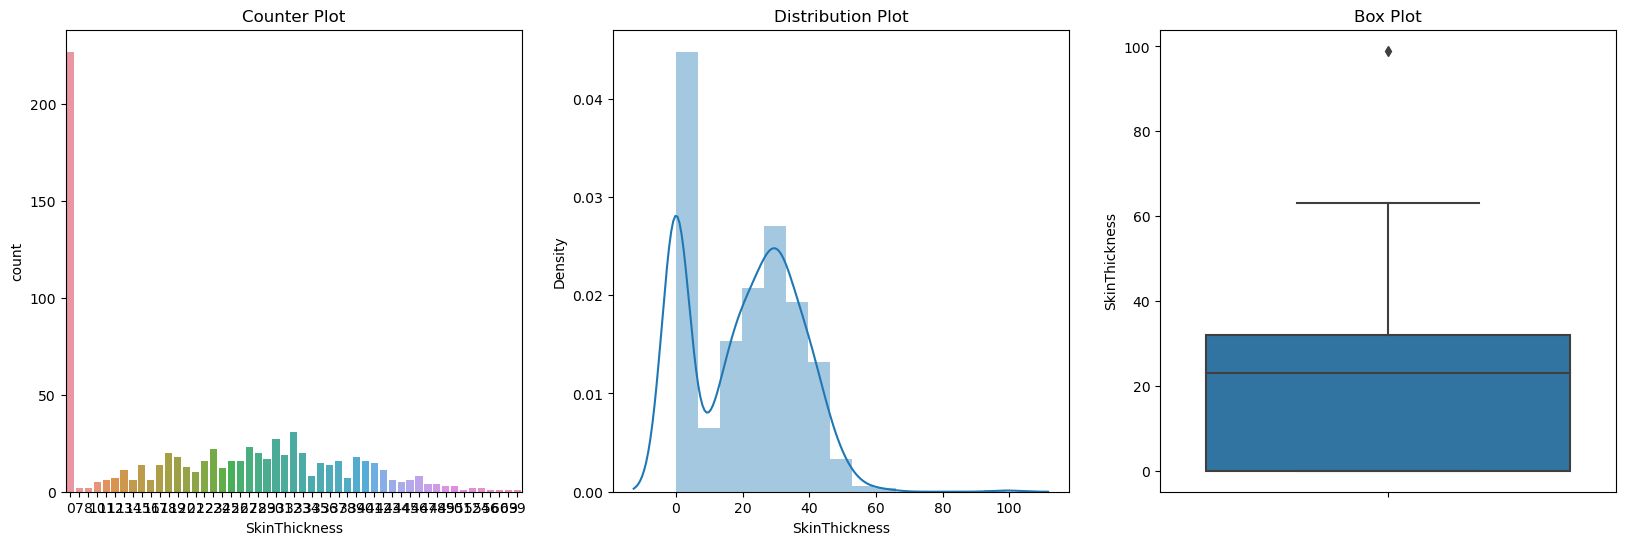 Counter Plot
200
150
100
50
0
count
SkinThickness
Distribution Plot
0.04
0.03
0.02
0.01
0.00
Density
0 20 40 60 80 100
SkinThickness
Box Plot
100
80
60
40
20
0
SkinThickness